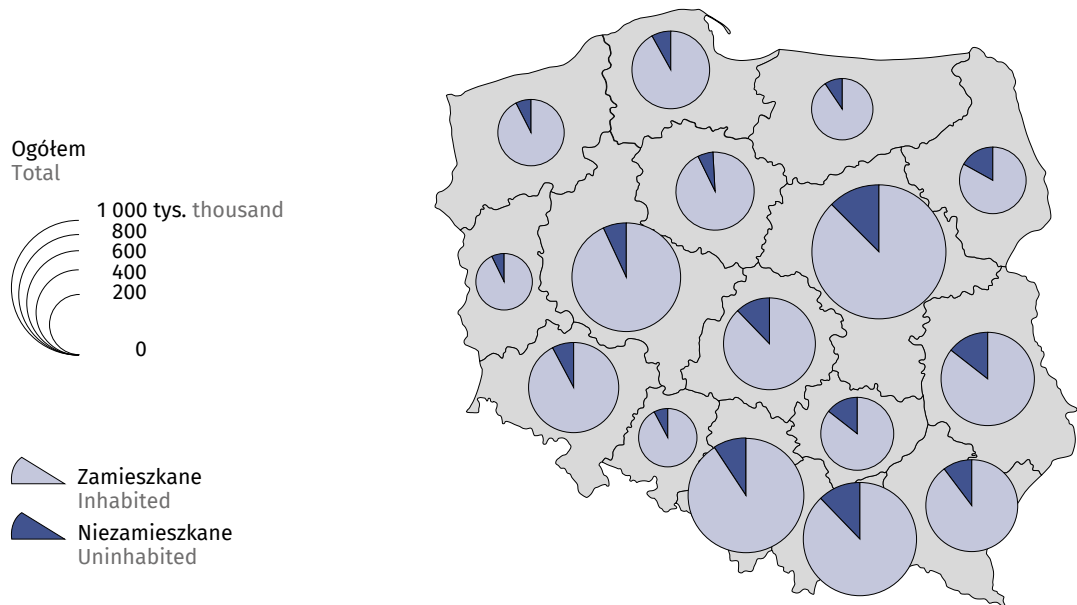 Ogółem
Total
1 000 tys. thousand
800
600
400
200
0
Zamieszkane
Inhabited
Niezamieszkane
Uninhabited